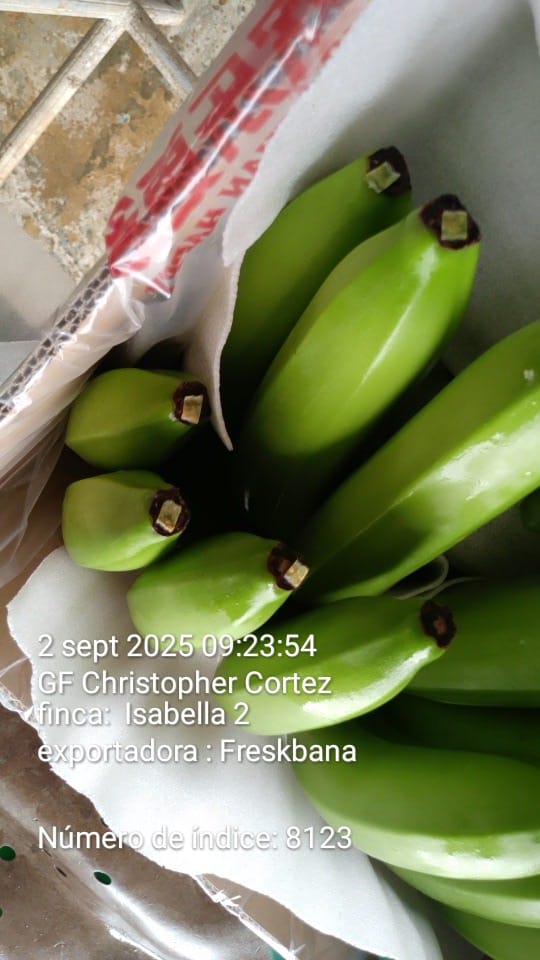 2 sept 2025 09:23:54
GF Christopher Cortez
finca: Isabella 2
exportadora : Freskbana
Número de índice: 8123